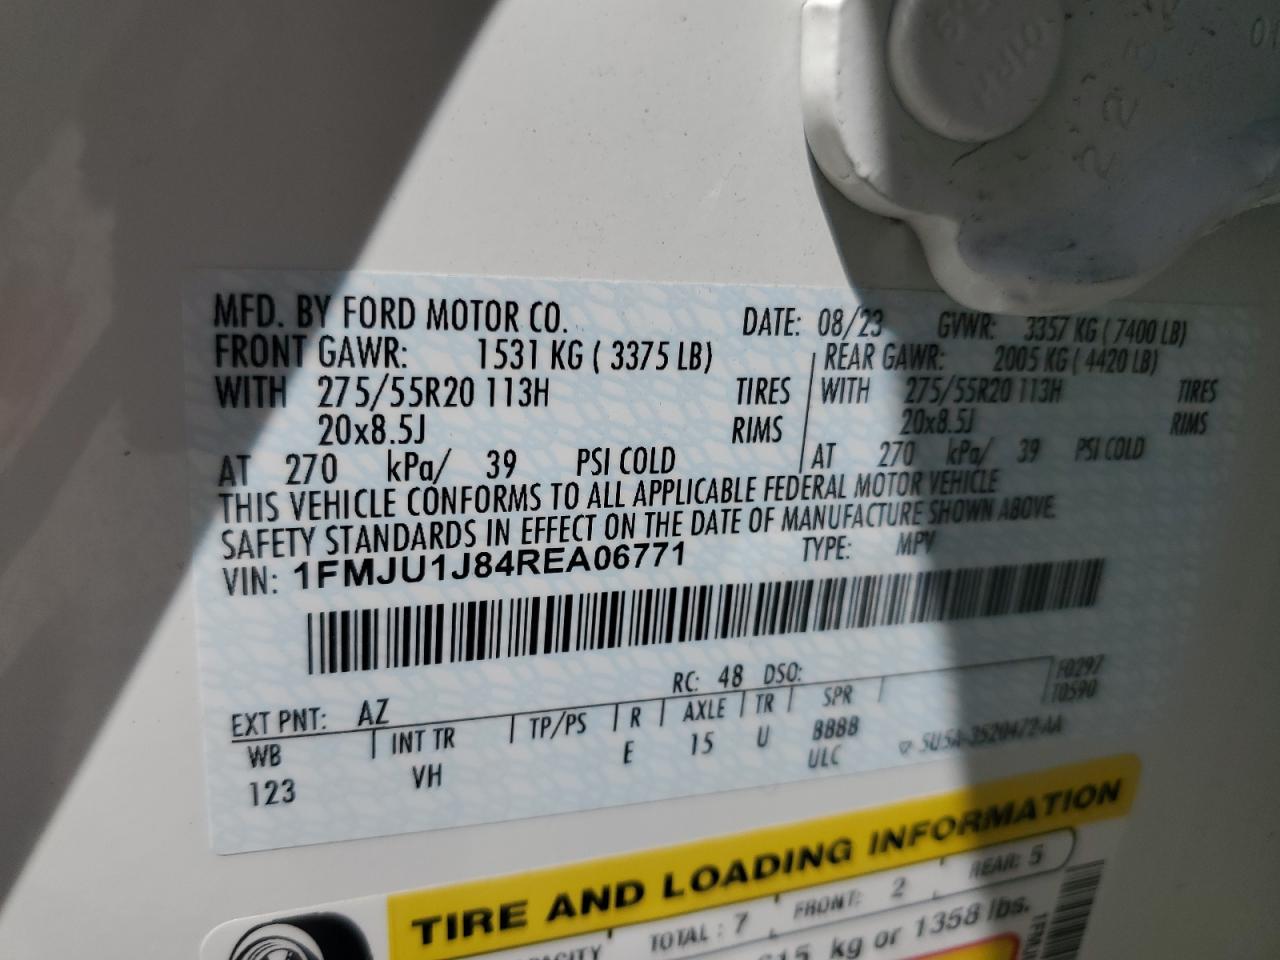 MFD. BY FORD MOTOR CO. DATE: 08/23 GVWR: 3357 KG ( 7400 LB)
FRONT GAWR: 1531 KG ( 3375 LB) REAR GAWR: 2005 KG ( 4420 LB)
WITH 275/55R20 113H TIRES WITH 275/55R20 113H TIRES
20x8.5J RIMS 20x8.5J RIMS
AT 270 kPa/ 39 PSI COLD AT 270 kPa/ 39 PSI COLD
THIS VEHICLE CONFORMS TO ALL APPLICABLE FEDERAL MOTOR VEHICLE
SAFETY STANDARDS IN EFFECT ON THE DATE OF MANUFACTURE SHOWN ABOVE.
VIN: 1FMJU1J84REA06771 TYPE: MPV
RC: 48 DSO: F0297
EXT PNT: AZ T0590
WB INT TR TP/PS R AXLE TR SPR
123 VH E 15 U 8888
ULC
TIRE AND LOADING INFORMATION
TOTAL : 7 FRONT: 2 REAR: 5
kg or 1358 lbs.